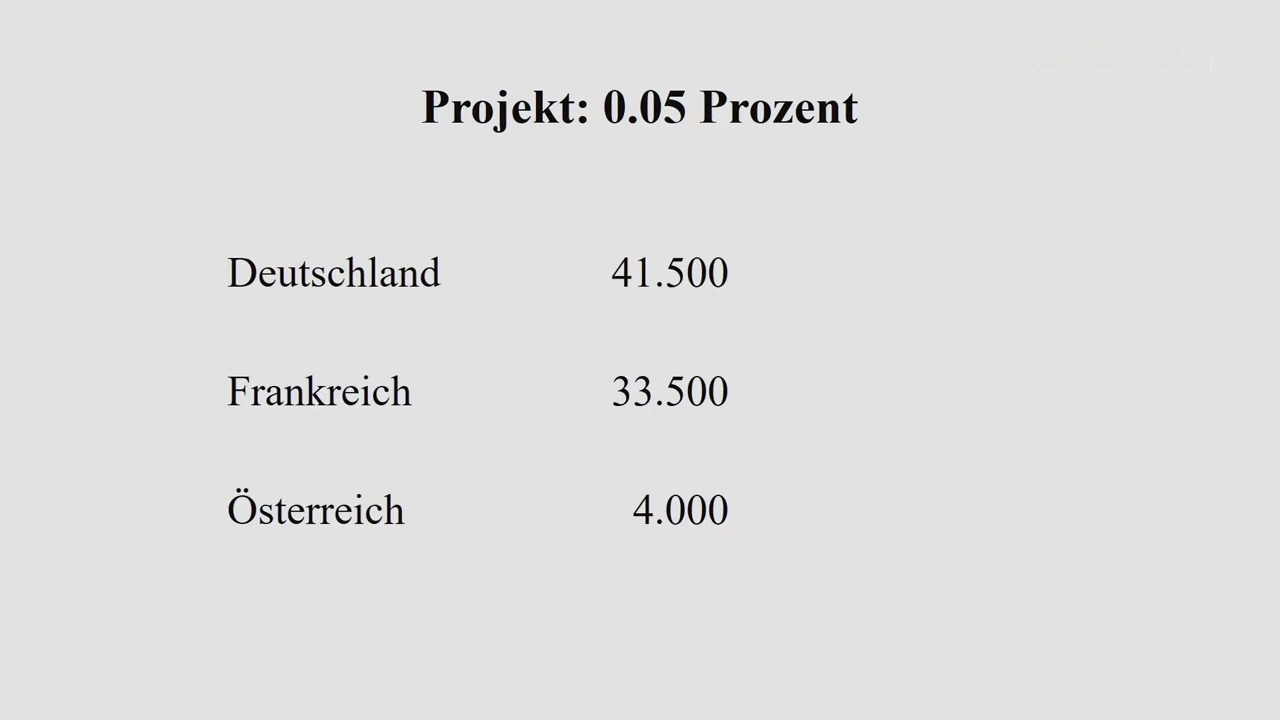 Projekt: 0.05 Prozent
Deutschland 41.500
Frankreich 33.500
Österreich 4.000